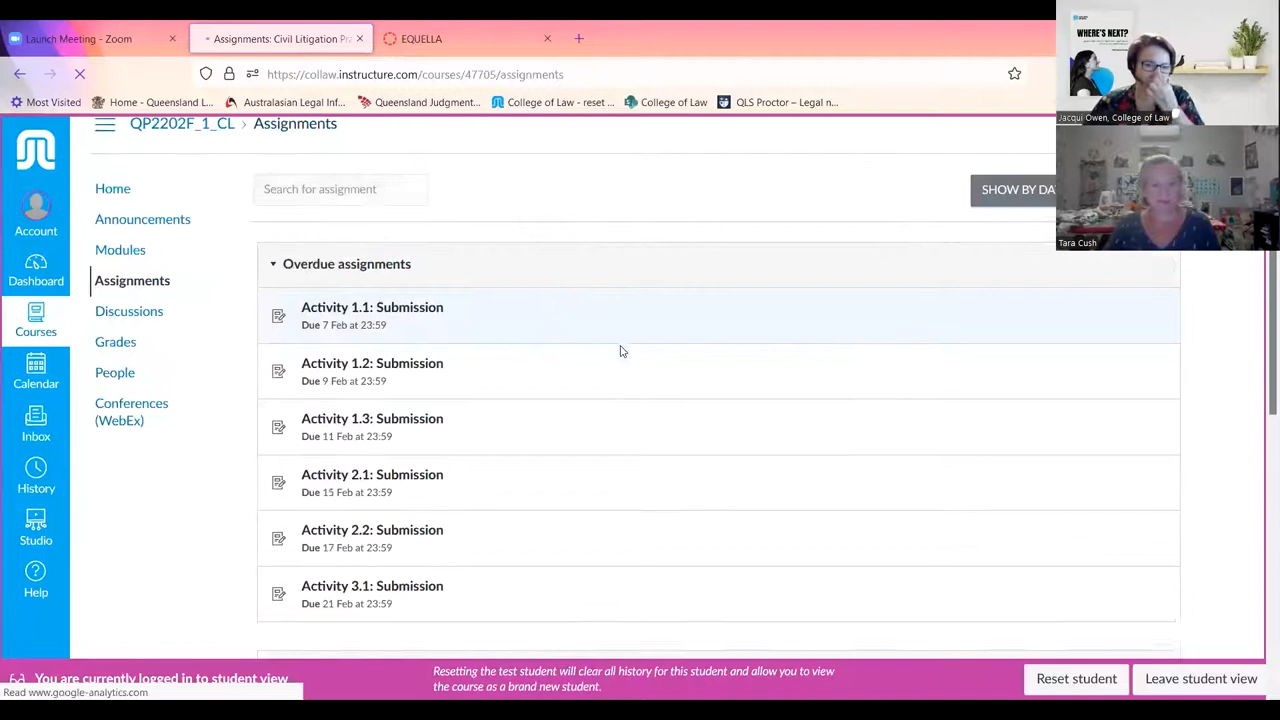 Launch Meeting - Zoom
Assignments: Civil Litigation Pra
EQUELLA
https://collaw.instructure.com/courses/47705/assignments
Most Visited
Home - Queensland L...
Australasian Legal Inf...
Queensland Judgment...
College of Law - reset ...
College of Law
QLS Proctor – Legal n...
WHERE'S NEXT?
Jacqui Owen, College of Law
Tara Cush
QP2202F_1_CL › Assignments
Account
Dashboard
Courses
Calendar
Inbox
History
Studio
Help
Home
Announcements
Modules
Assignments
Discussions
Grades
People
Conferences
(WebEx)
Search for assignment
SHOW BY DA
Overdue assignments
Activity 1.1: Submission
Due 7 Feb at 23:59
Activity 1.2: Submission
Due 9 Feb at 23:59
Activity 1.3: Submission
Due 11 Feb at 23:59
Activity 2.1: Submission
Due 15 Feb at 23:59
Activity 2.2: Submission
Due 17 Feb at 23:59
Activity 3.1: Submission
Due 21 Feb at 23:59
You are currently logged in to student view
Read www.google-analytics.com
Resetting the test student will clear all history for this student and allow you to view
the course as a brand new student.
Reset student
Leave student view